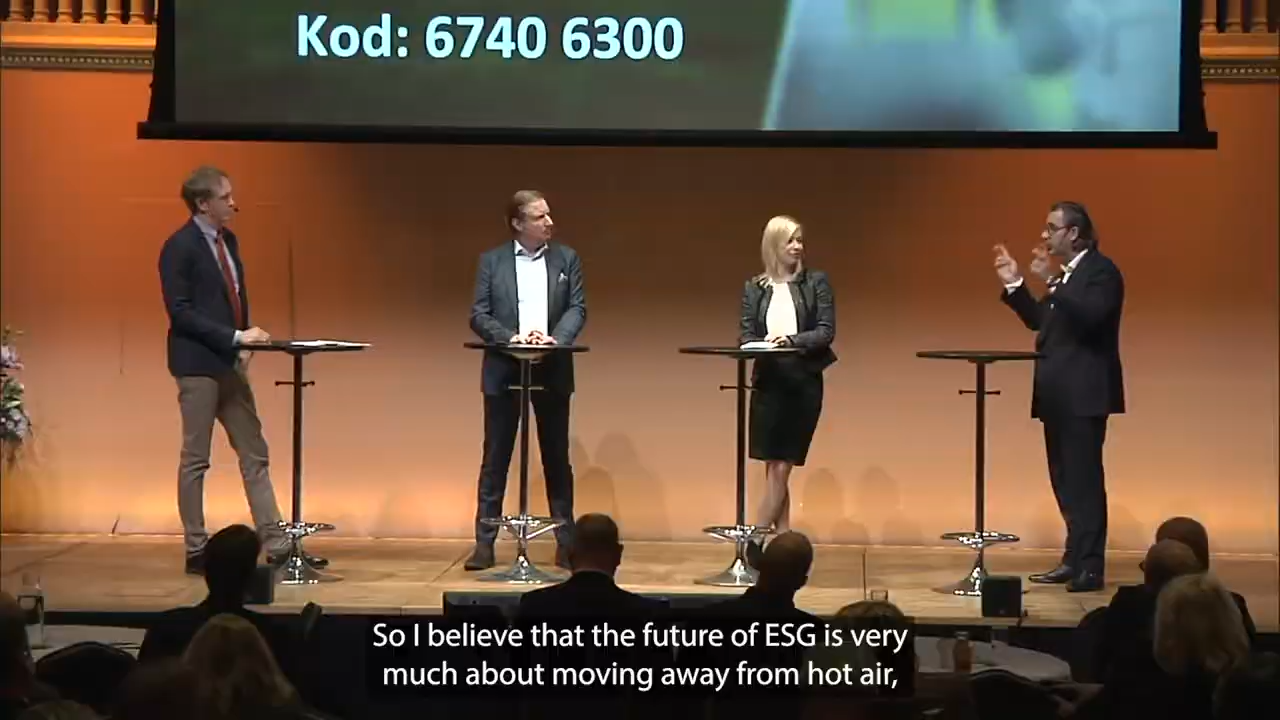 Kod: 6740 6300
So I believe that the future of ESG is very
much about moving away from hot air,